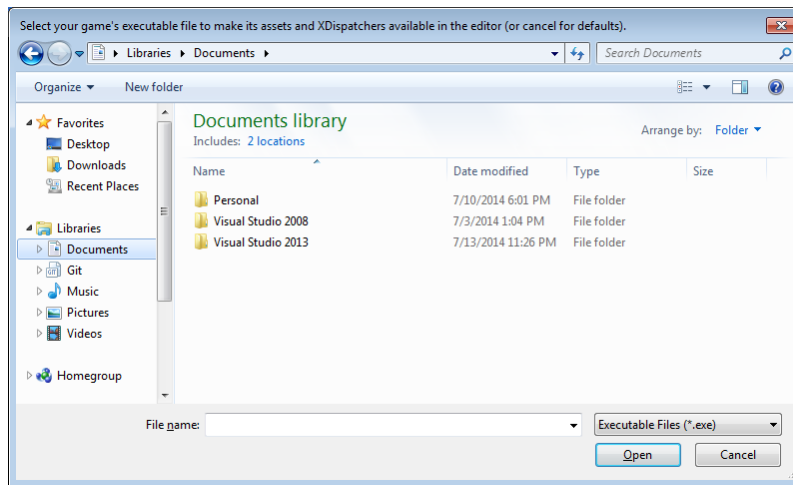 Select your game's executable file to make its assets and XDispatchers available in the editor (or cancel for defaults).
Libraries Documents
Search Documents
Organize New folder
Favorites
Desktop
Downloads
Recent Places
Libraries
Documents
Git
Music
Pictures
Videos
Homegroup
Documents library
Includes: 2 locations
Arrange by: Folder
Name Date modified Type Size
Personal 7/10/2014 6:01 PM File folder
Visual Studio 2008 7/3/2014 1:04 PM File folder
Visual Studio 2013 7/13/2014 11:26 PM File folder
File name: Executable Files (*.exe)
Open Cancel